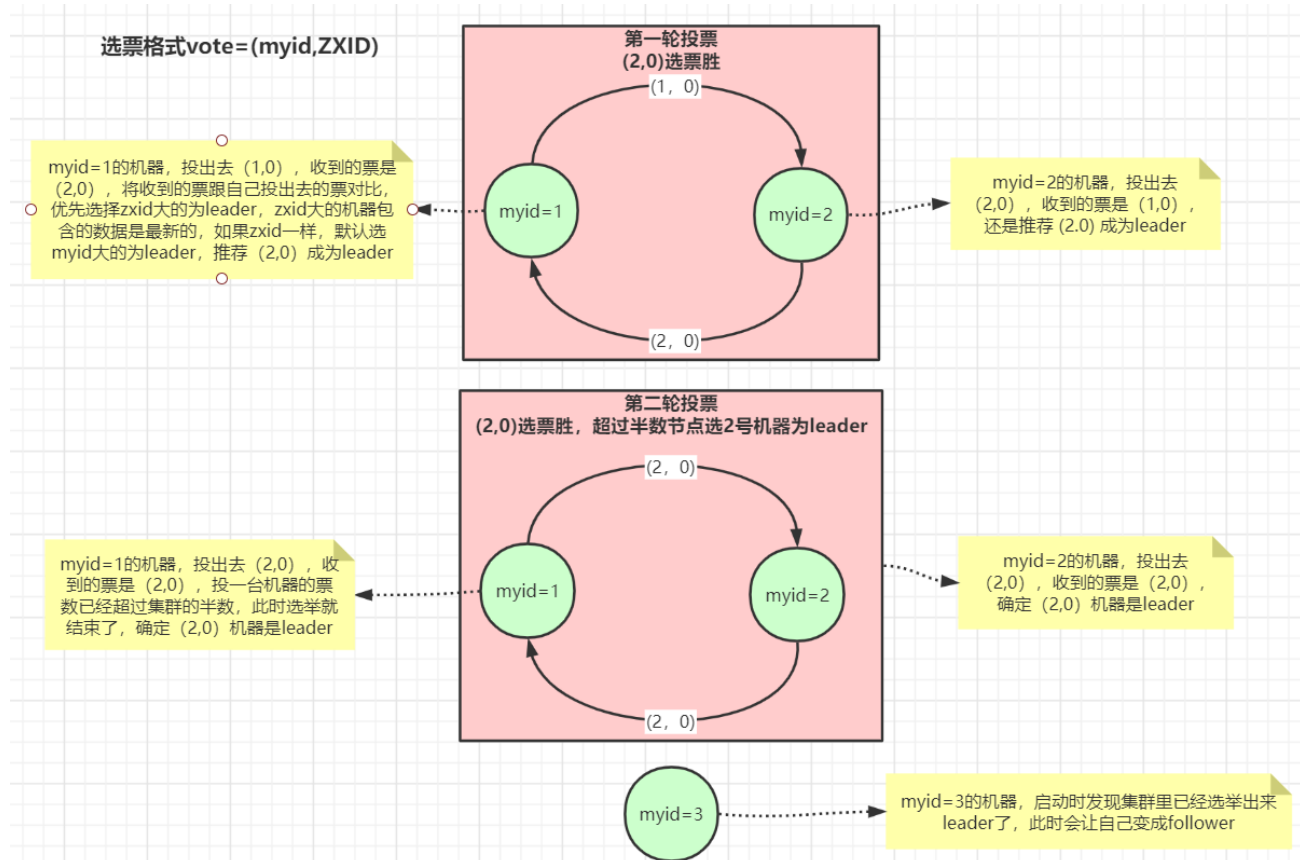 选票格式vote=(myid,ZXID)
第一轮投票
(2,0)选票胜
(1，0)
myid=1的机器，投出去（1,0），收到的票是
（2,0），将收到的票跟自己投出去的票对比，
优先选择zxid大的为leader，zxid大的机器包
含的数据是最新的，如果zxid一样，默认选
myid大的为leader，推荐（2,0）成为leader
myid=1
myid=2
myid=2的机器，投出去
（2,0），收到的票是（1,0），
还是推荐 (2.0) 成为leader
(2，0)
第二轮投票
(2,0)选票胜，超过半数节点选2号机器为leader
(2，0)
myid=1的机器，投出去（2,0），收
到的票是（2,0），投一台机器的票
数已经超过集群的半数，此时选举就
结束了，确定（2,0）机器是leader
myid=1
myid=2
myid=2的机器，投出去
（2,0），收到的票是（2,0），
确定（2,0）机器是leader
(2，0)
myid=3
myid=3的机器，启动时发现集群里已经选举出来
leader了，此时会让自己变成follower